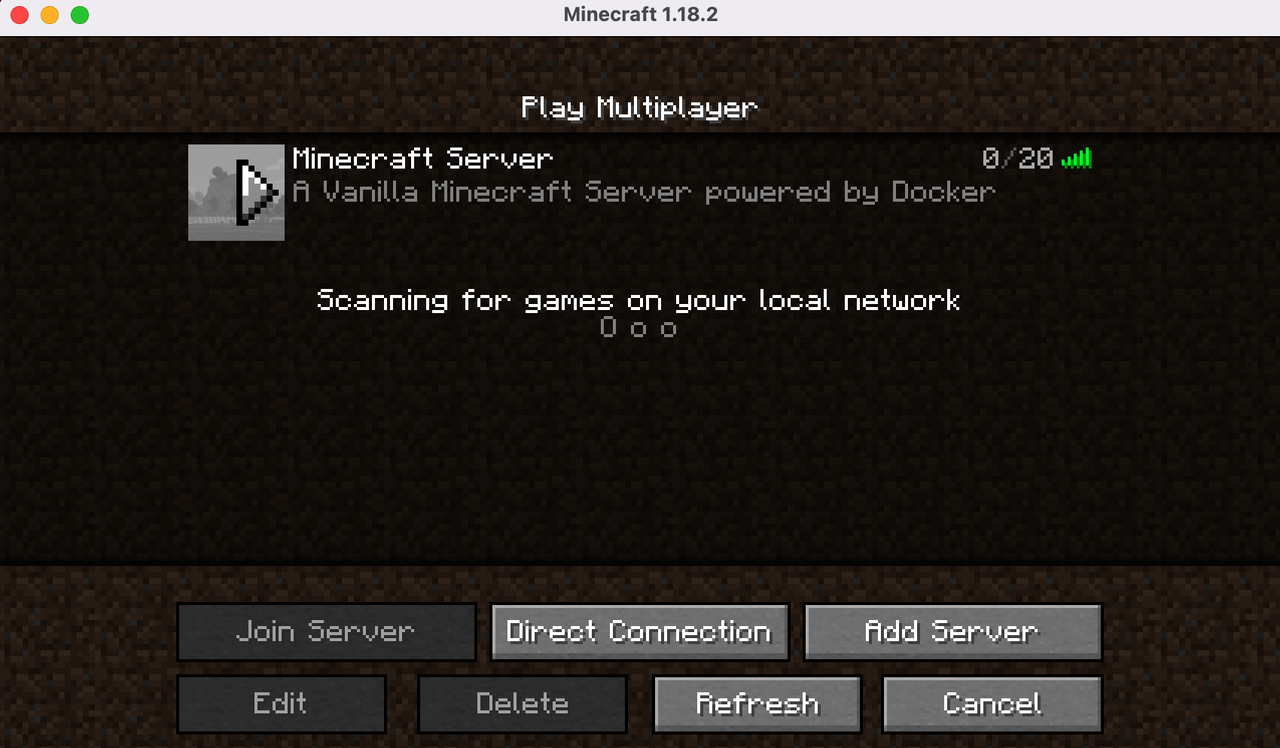 Minecraft 1.18.2
Play Multiplayer
Minecraft Server 0/20
A Vanilla Minecraft Server powered by Docker
Scanning for games on your local network
O o o
Join Server Direct Connection Add Server
Edit Delete Refresh Cancel